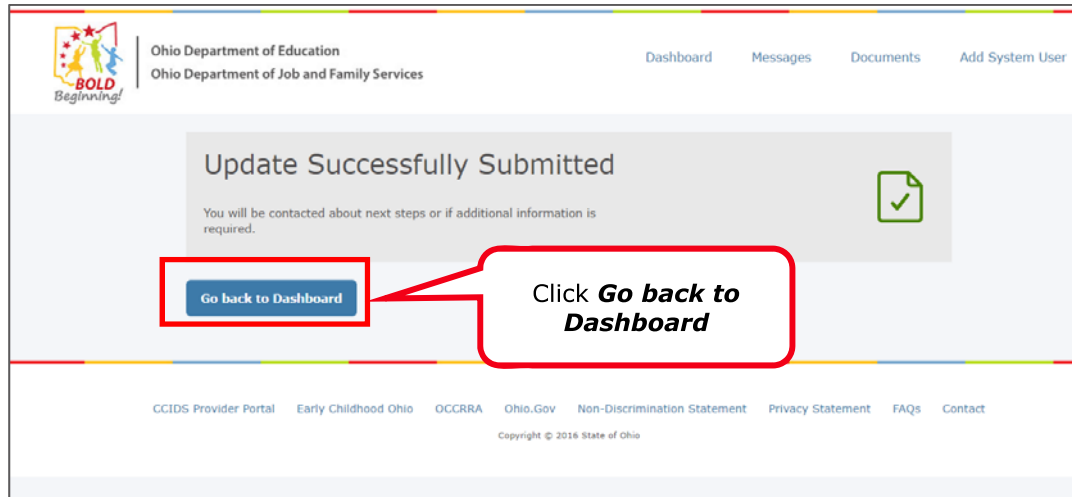 BOLD
Beginning!
Ohio Department of Education
Ohio Department of Job and Family Services
Dashboard Messages Documents Add System User
Update Successfully Submitted
You will be contacted about next steps or if additional information is
required.
Go back to Dashboard
Click Go back to
Dashboard
CCIDS Provider Portal Early Childhood Ohio OCCRRA Ohio.Gov Non-Discrimination Statement Privacy Statement FAQs Contact
Copyright © 2016 State of Ohio